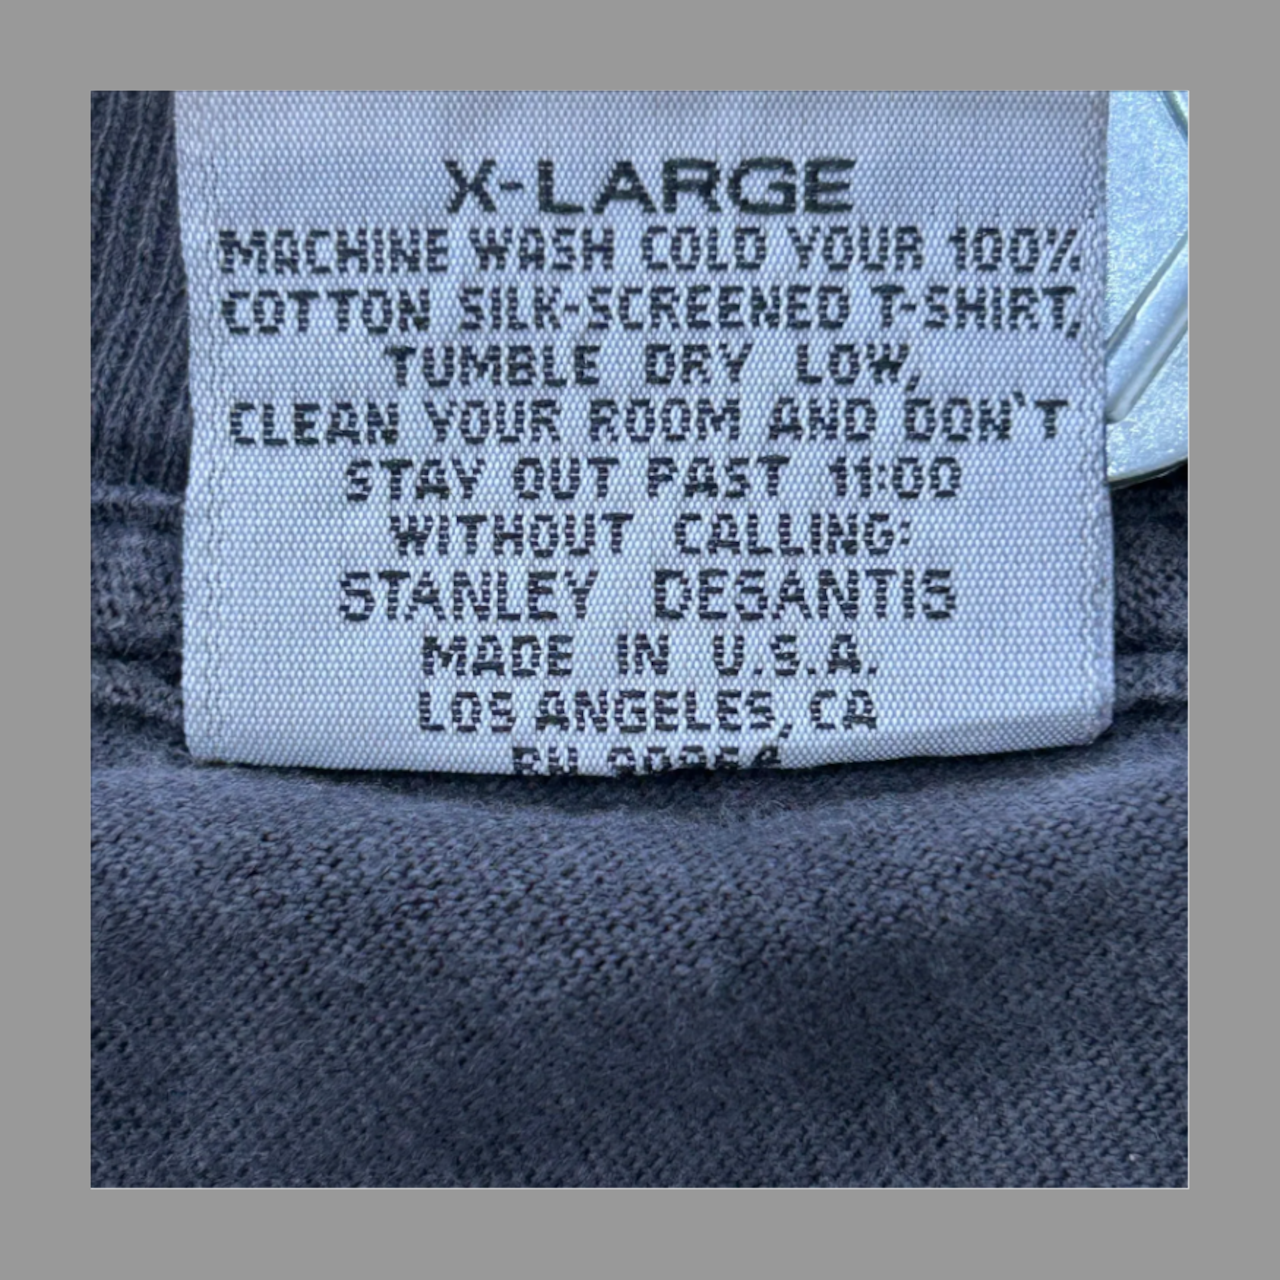 X-LARGE
MACHINE WASH COLD YOUR 100%
COTTON SILK-SCREENED T-SHIRT,
TUMBLE DRY LOW,
CLEAN YOUR ROOM AND DON'T
STAY OUT PAST 11:00
WITHOUT CALLING:
STANLEY DESANTIS
MADE IN U.S.A.
LOS ANGELES, CA